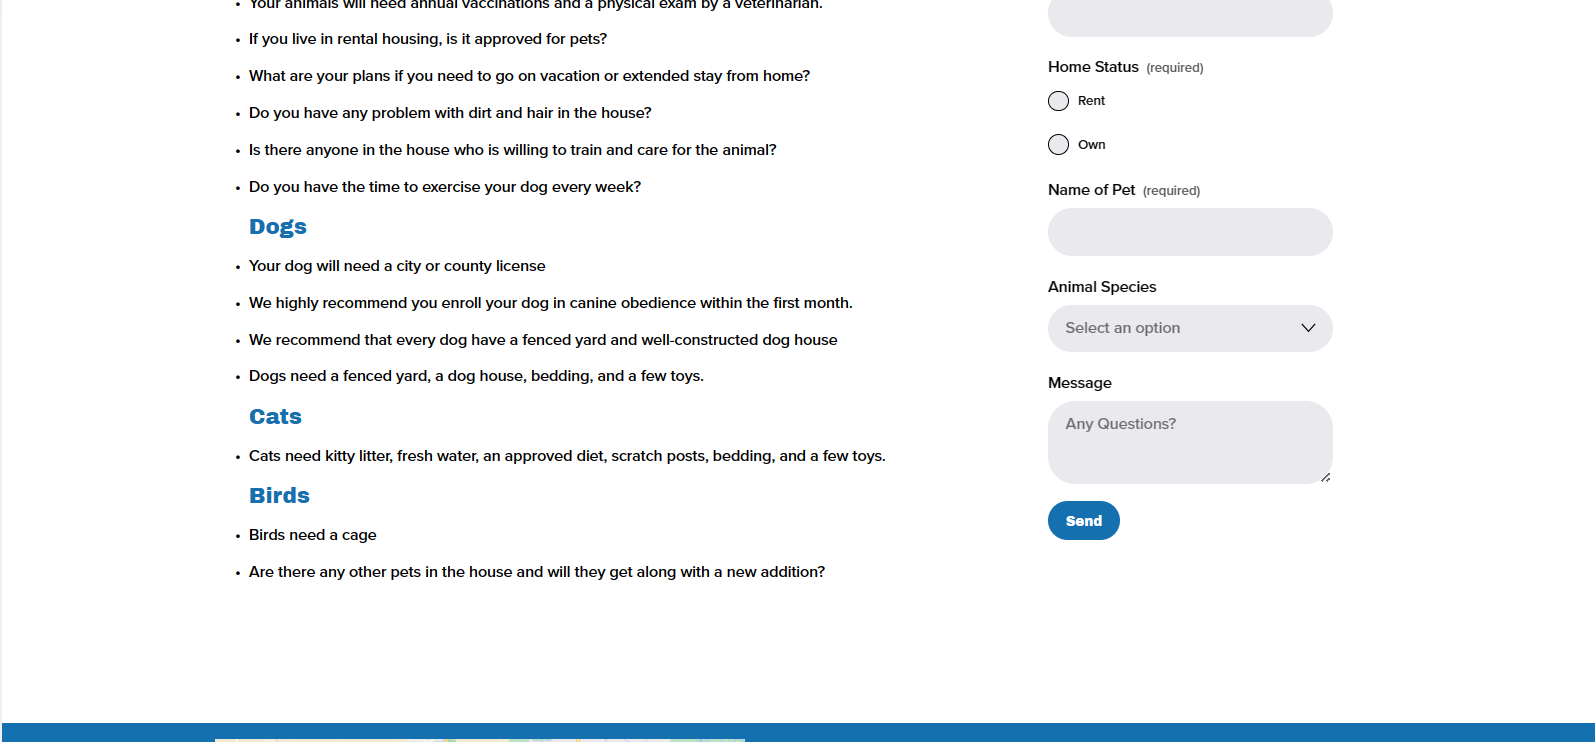 • Your animals will need annual vaccinations and a physical exam by a veterinarian.
• If you live in rental housing, is it approved for pets?
• What are your plans if you need to go on vacation or extended stay from home?
• Do you have any problem with dirt and hair in the house?
• Is there anyone in the house who is willing to train and care for the animal?
• Do you have the time to exercise your dog every week?
Dogs
• Your dog will need a city or county license
• We highly recommend you enroll your dog in canine obedience within the first month.
• We recommend that every dog have a fenced yard and well-constructed dog house
• Dogs need a fenced yard, a dog house, bedding, and a few toys.
Cats
• Cats need kitty litter, fresh water, an approved diet, scratch posts, bedding, and a few toys.
Birds
• Birds need a cage
• Are there any other pets in the house and will they get along with a new addition?
Home Status (required)
Rent
Own
Name of Pet (required)
Animal Species
Select an option
Message
Any Questions?
Send